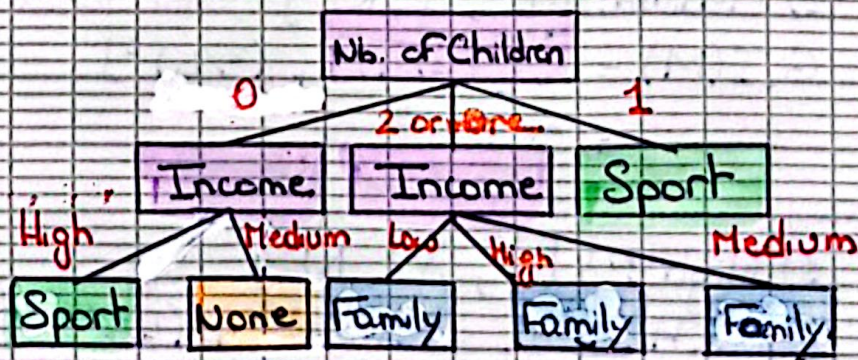 Nb. of Children
0
2 or more.
1
Income
Income
Sport
High
Medium
Low
High
Medium
Sport
None
Family
Family
Family